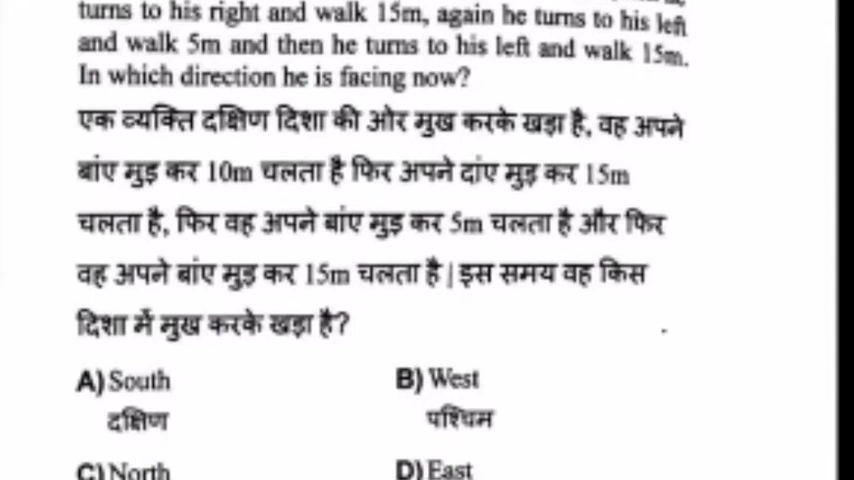 turns to his right and walk 15m, again he turns to his left
and walk 5m and then he turns to his left and walk 15m.
In which direction he is facing now?
एक व्यक्ति दक्षिण दिशा की ओर मुख करके खड़ा है, वह अपने
बांए मुड़ कर 10m चलता है फिर अपने दांए मुड़ कर 15m
चलता है, फिर वह अपने बांए मुड़ कर 5m चलता है और फिर
वह अपने बांए मुड़ कर 15m चलता है | इस समय वह किस
दिशा में मुख करके खड़ा है?
A) South B) West
दक्षिण पश्चिम
C) North D) East